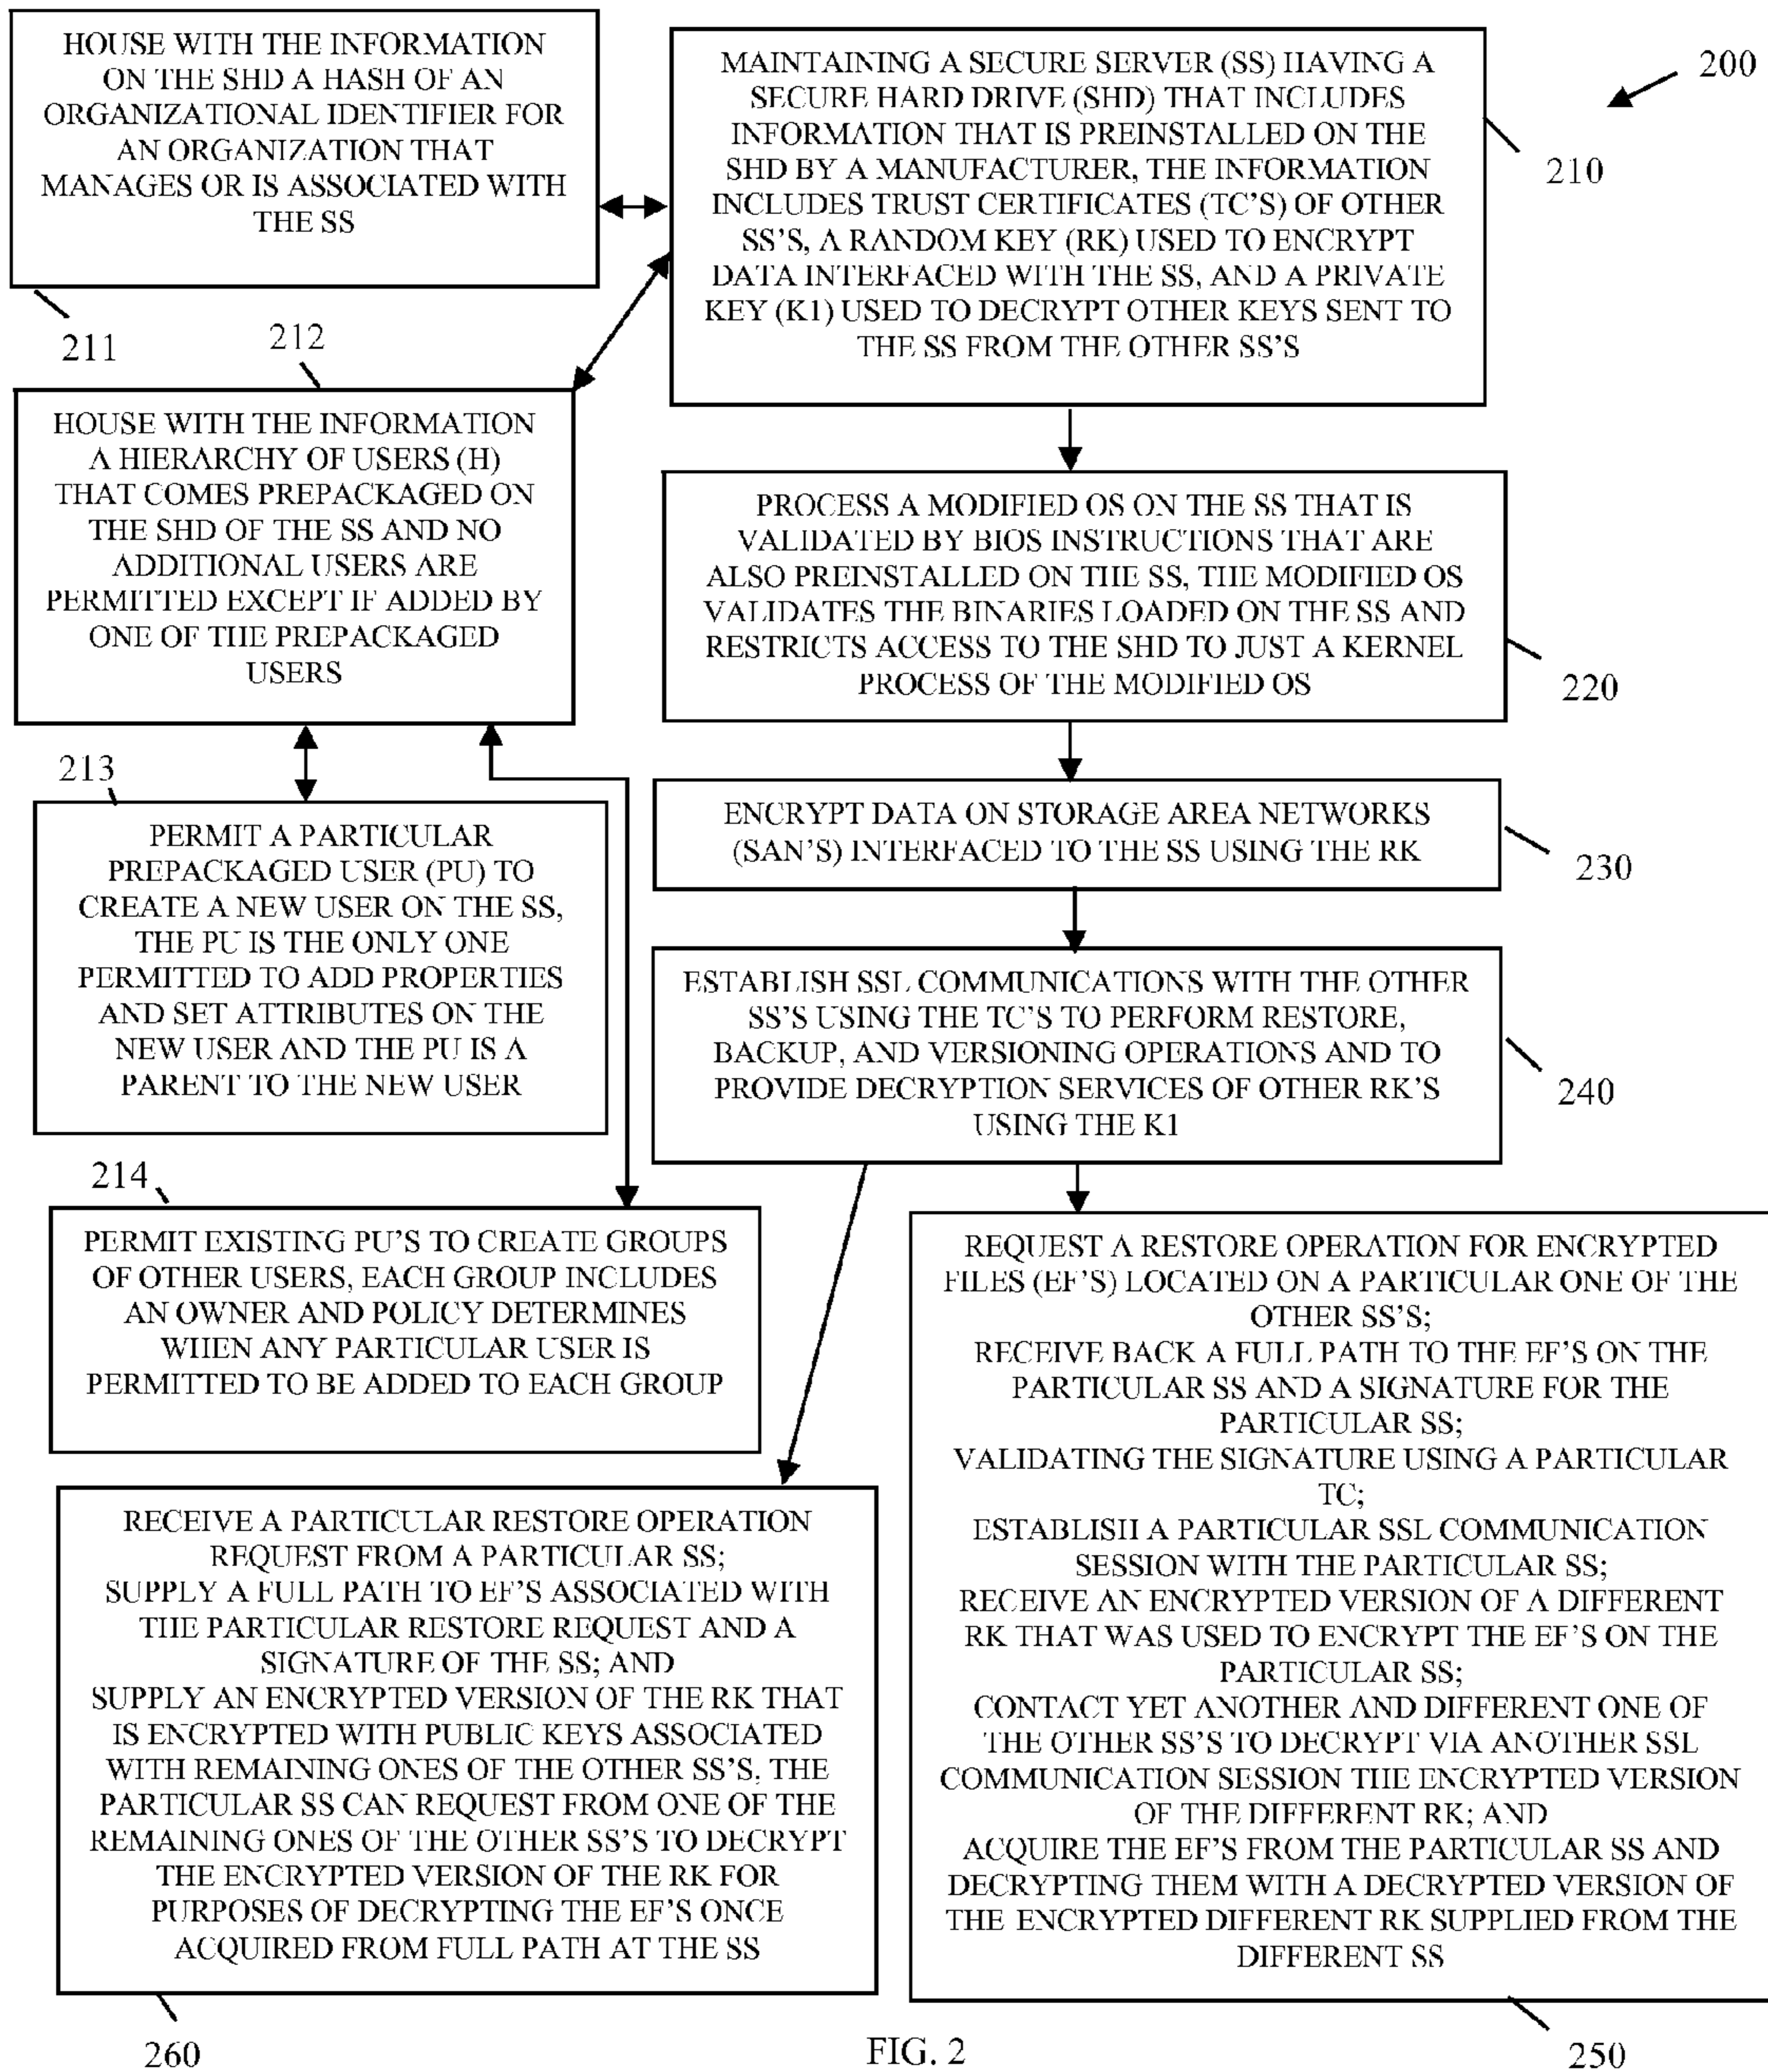 HOUSE WITH THE INFORMATION
ON THE SHD A HASH OF AN
ORGANIZATIONAL IDENTIFIER FOR
AN ORGANIZATION THAT
MANAGES OR IS ASSOCIATED WITH
THE SS
211
MAINTAINING A SECURE SERVER (SS) HAVING A
SECURE HARD DRIVE (SHD) THAT INCLUDES
INFORMATION THAT IS PREINSTALLED ON THE
SHD BY A MANUFACTURER, THE INFORMATION
INCLUDES TRUST CERTIFICATES (TC'S) OF OTHER
SS'S, A RANDOM KEY (RK) USED TO ENCRYPT
DATA INTERFACED WITH THE SS, AND A PRIVATE
KEY (K1) USED TO DECRYPT OTHER KEYS SENT TO
THE SS FROM THE OTHER SS'S
200
210
212
HOUSE WITH THE INFORMATION
A HIERARCHY OF USERS (H)
THAT COMES PREPACKAGED ON
THE SHD OF THE SS AND NO
ADDITIONAL USERS ARE
PERMITTED EXCEPT IF ADDED BY
ONE OF THE PREPACKAGED
USERS
PROCESS A MODIFIED OS ON THE SS THAT IS
VALIDATED BY BIOS INSTRUCTIONS THAT ARE
ALSO PREINSTALLED ON THE SS, THE MODIFIED OS
VALIDATES THE BINARIES LOADED ON THE SS AND
RESTRICTS ACCESS TO THE SHD TO JUST A KERNEL
PROCESS OF THE MODIFIED OS
220
213
PERMIT A PARTICULAR
PREPACKAGED USER (PU) TO
CREATE A NEW USER ON THE SS,
THE PU IS THE ONLY ONE
PERMITTED TO ADD PROPERTIES
AND SET ATTRIBUTES ON THE
NEW USER AND THE PU IS A
PARENT TO THE NEW USER
ENCRYPT DATA ON STORAGE AREA NETWORKS
(SAN'S) INTERFACED TO THE SS USING THE RK
230
ESTABLISH SSL COMMUNICATIONS WITH THE OTHER
SS'S USING THE TC'S TO PERFORM RESTORE,
BACKUP, AND VERSIONING OPERATIONS AND TO
PROVIDE DECRYPTION SERVICES OF OTHER RK'S
USING THE K1
240
214
PERMIT EXISTING PU'S TO CREATE GROUPS
OF OTHER USERS, EACH GROUP INCLUDES
AN OWNER AND POLICY DETERMINES
WHEN ANY PARTICULAR USER IS
PERMITTED TO BE ADDED TO EACH GROUP
RECEIVE A PARTICULAR RESTORE OPERATION
REQUEST FROM A PARTICULAR SS;
SUPPLY A FULL PATH TO EF'S ASSOCIATED WITH
THE PARTICULAR RESTORE REQUEST AND A
SIGNATURE OF THE SS; AND
SUPPLY AN ENCRYPTED VERSION OF THE RK THAT
IS ENCRYPTED WITH PUBLIC KEYS ASSOCIATED
WITH REMAINING ONES OF THE OTHER SS'S, THE
PARTICULAR SS CAN REQUEST FROM ONE OF THE
REMAINING ONES OF THE OTHER SS'S TO DECRYPT
THE ENCRYPTED VERSION OF THE RK FOR
PURPOSES OF DECRYPTING THE EF'S ONCE
ACQUIRED FROM FULL PATH AT THE SS
260
REQUEST A RESTORE OPERATION FOR ENCRYPTED
FILES (EF'S) LOCATED ON A PARTICULAR ONE OF THE
OTHER SS'S;
RECEIVE BACK A FULL PATH TO THE EF'S ON THE
PARTICULAR SS AND A SIGNATURE FOR THE
PARTICULAR SS;
VALIDATING THE SIGNATURE USING A PARTICULAR
TC;
ESTABLISH A PARTICULAR SSL COMMUNICATION
SESSION WITH THE PARTICULAR SS;
RECEIVE AN ENCRYPTED VERSION OF A DIFFERENT
RK THAT WAS USED TO ENCRYPT THE EF'S ON THE
PARTICULAR SS;
CONTACT YET ANOTHER AND DIFFERENT ONE OF
THE OTHER SS'S TO DECRYPT VIA ANOTHER SSL
COMMUNICATION SESSION THE ENCRYPTED VERSION
OF THE DIFFERENT RK; AND
ACQUIRE THE EF'S FROM THE PARTICULAR SS AND
DECRYPTING THEM WITH A DECRYPTED VERSION OF
THE ENCRYPTED DIFFERENT RK SUPPLIED FROM THE
DIFFERENT SS
250
FIG. 2